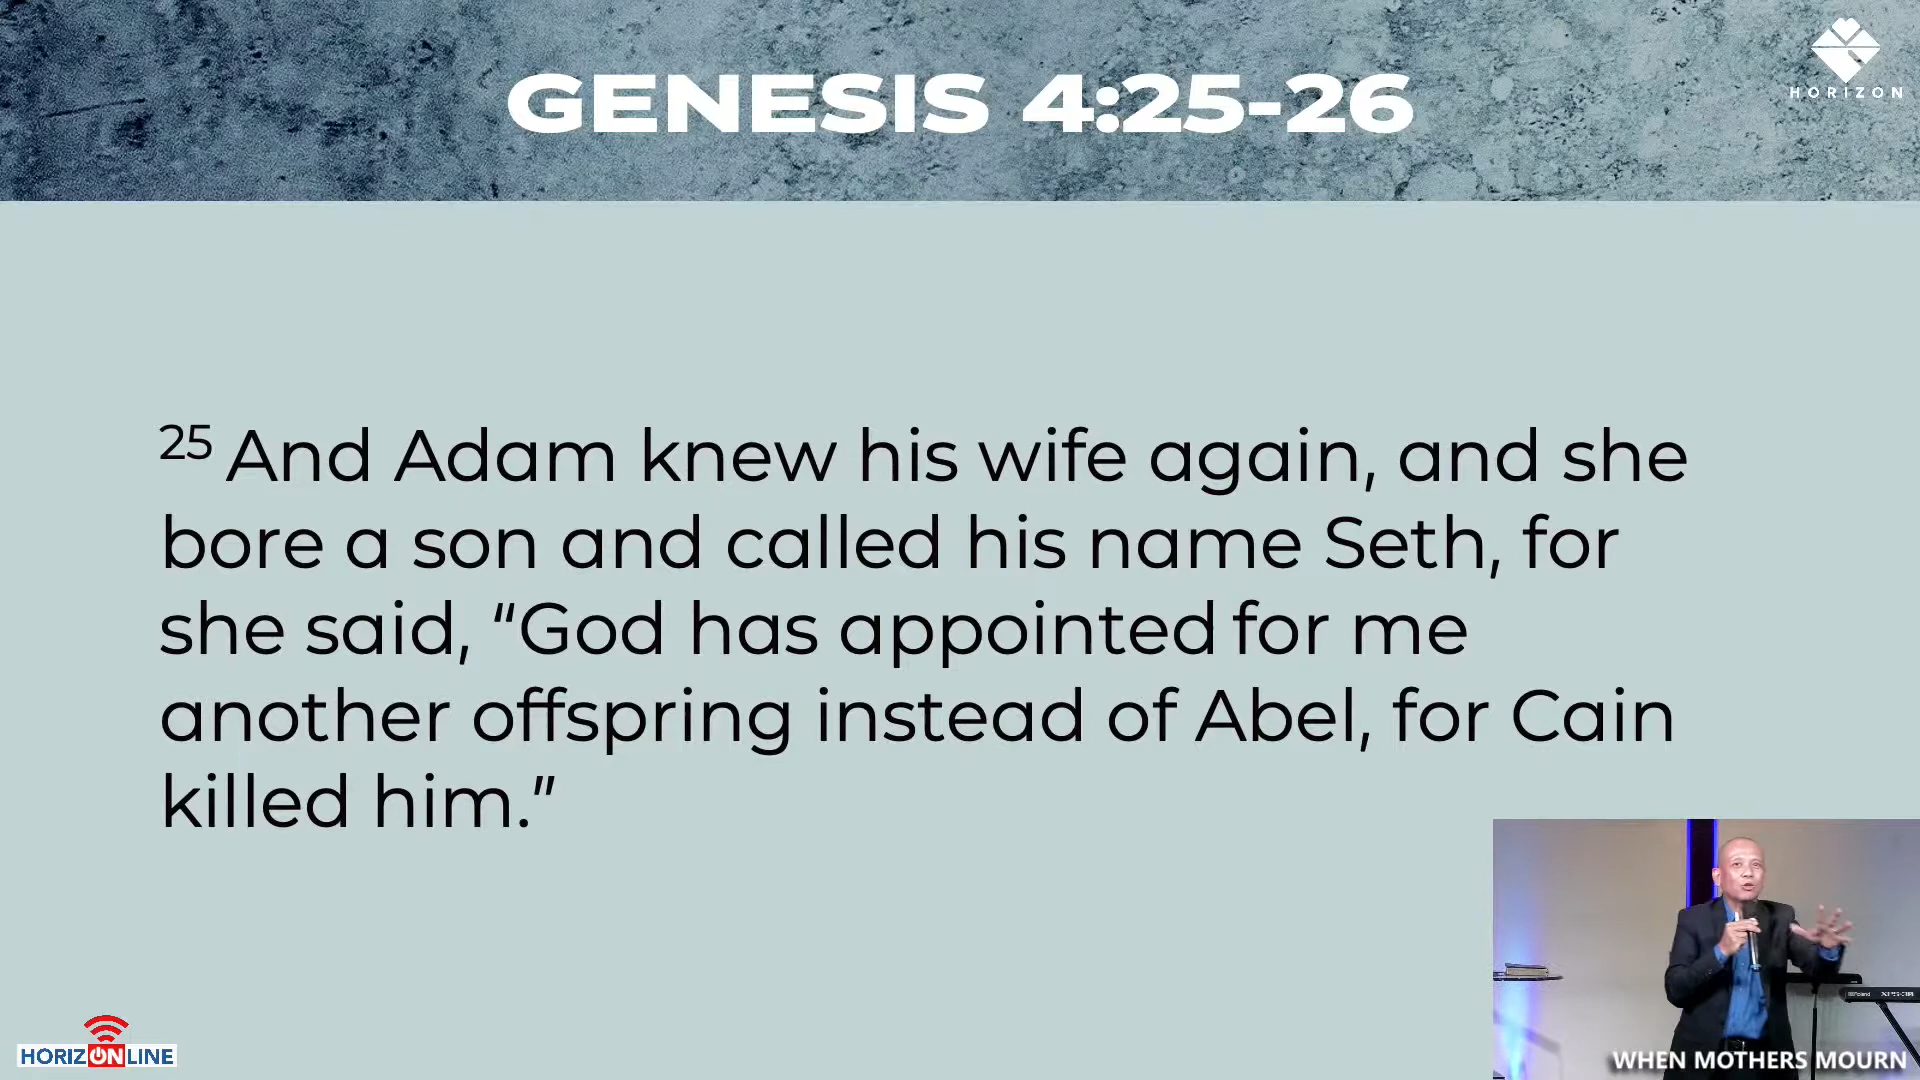 GENESIS 4:25-26
HORIZON
25 And Adam knew his wife again, and she
bore a son and called his name Seth, for
she said, “God has appointed for me
another offspring instead of Abel, for Cain
killed him.”
Roland
HORIZONLINE
WHEN MOTHERS MOURN